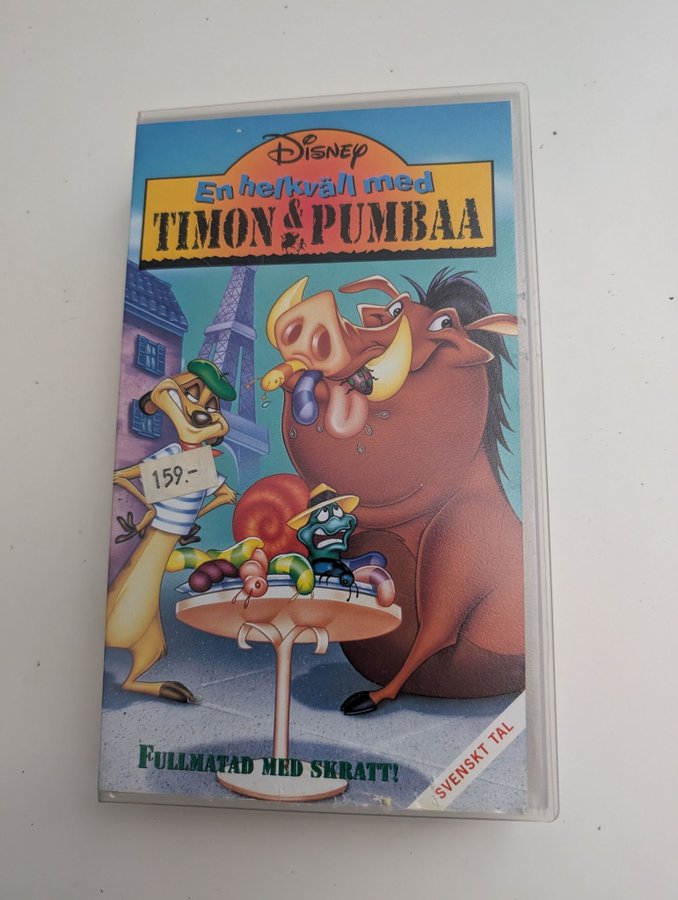 Disney
En helkväll med
TIMON & PUMBAA
159.-
FULLMATAD MED SKRATT!
SVENSKT TAL